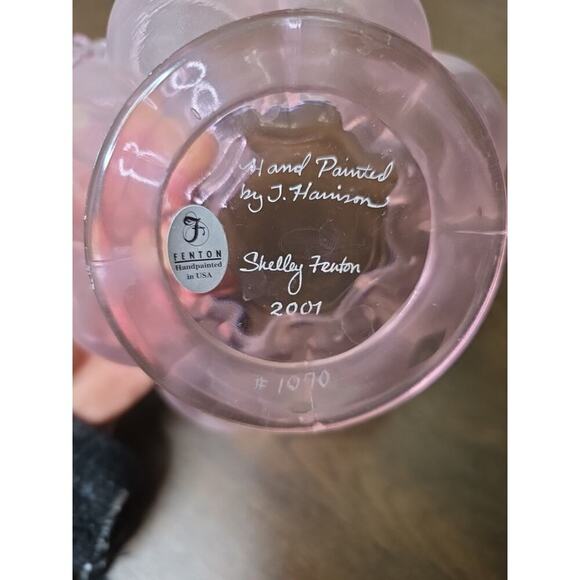 Hand Painted
by J. Harrison
F
FENTON
Handpainted
in USA
Shelley Fenton
2001
# 1070